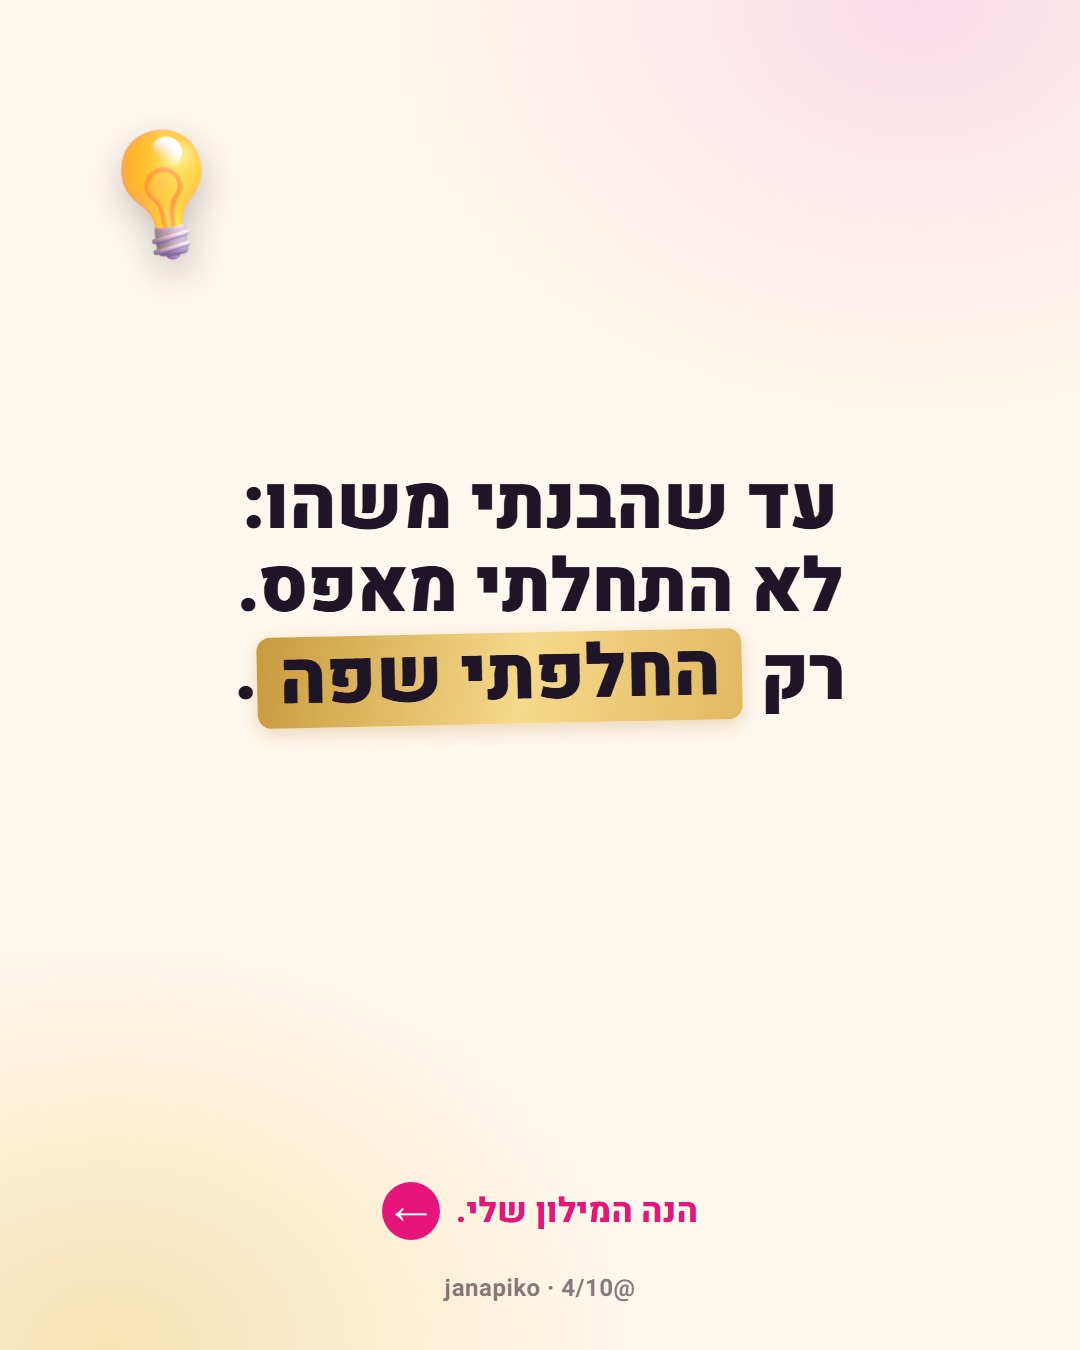 עד שהבנתי משהו:
לא התחלתי מאפס.
רק החלפתי שפה.
הנה המילון שלי. ←
janapiko · 4/10@